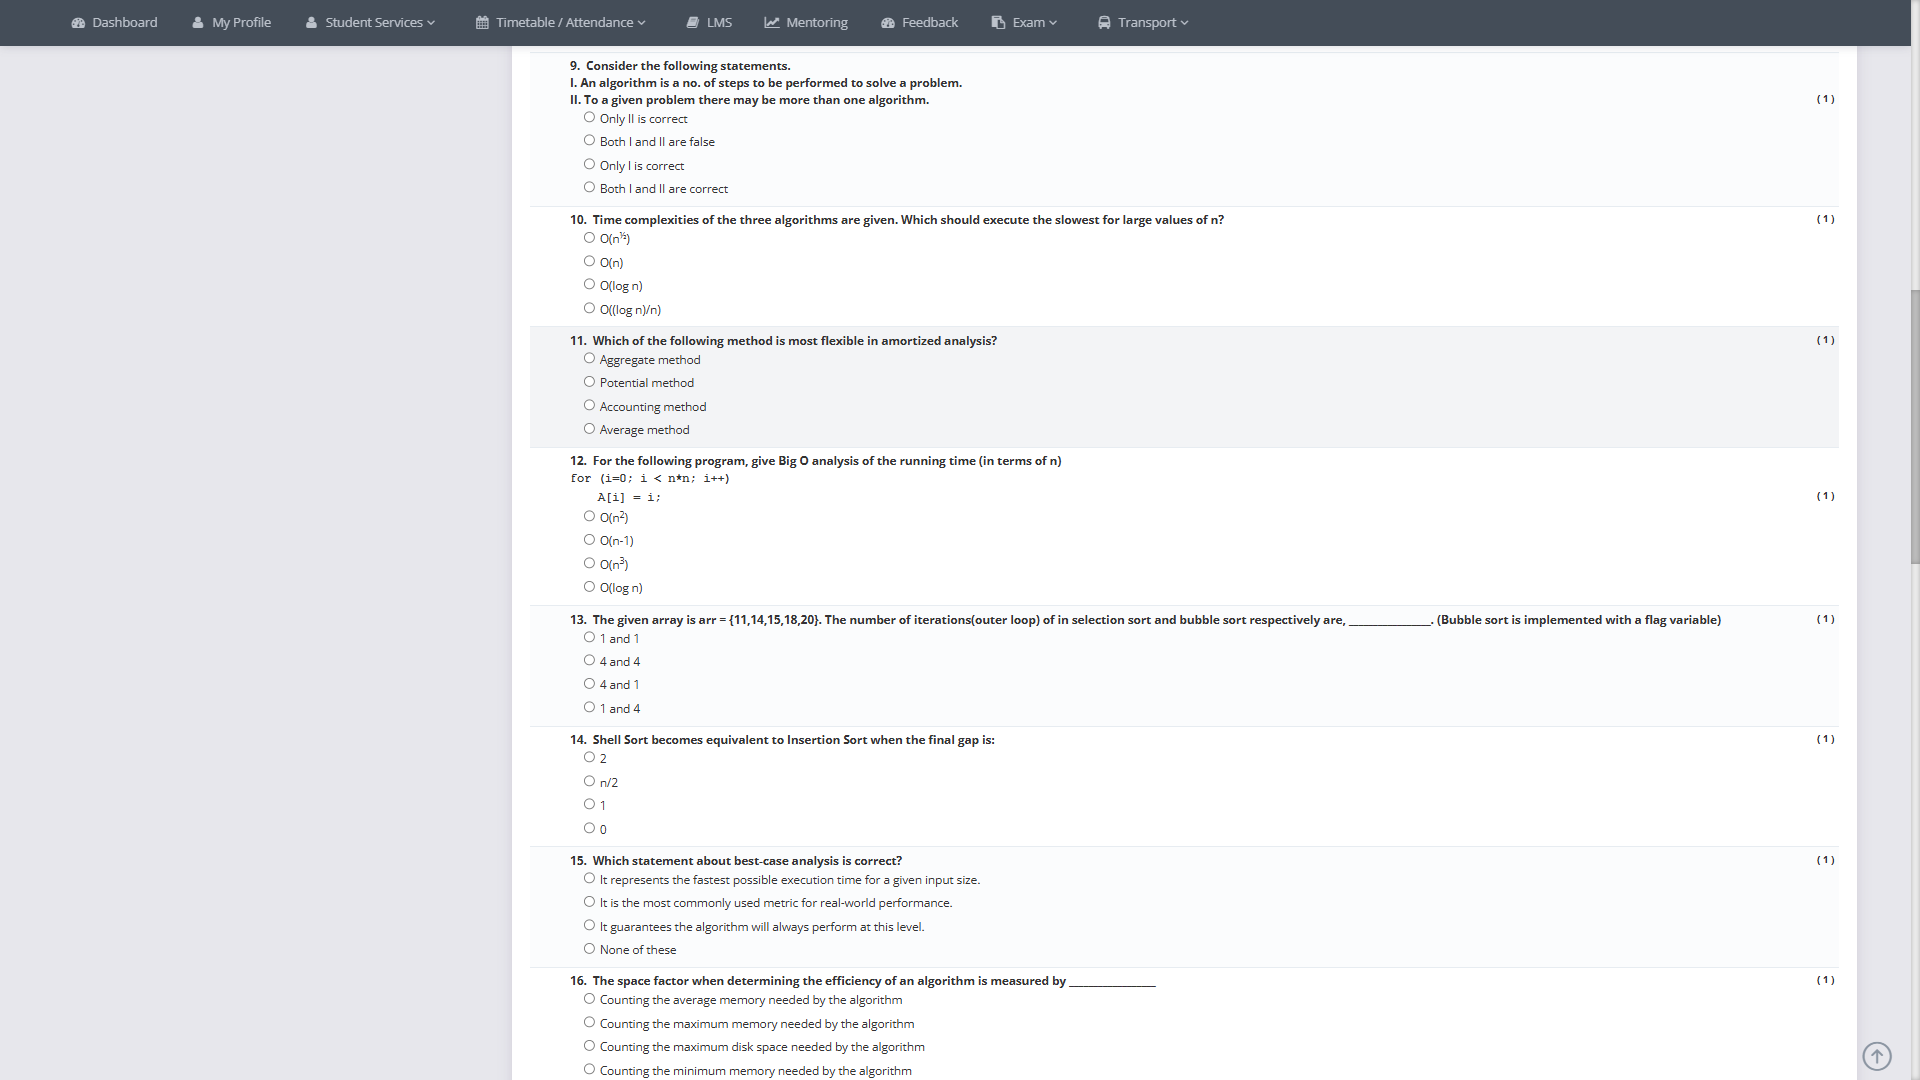 Dashboard My Profile Student Services Timetable / Attendance LMS Mentoring Feedback Exam Transport
9. Consider the following statements.
I. An algorithm is a no. of steps to be performed to solve a problem.
II. To a given problem there may be more than one algorithm. (1)
Only II is correct
Both I and II are false
Only I is correct
Both I and II are correct
10. Time complexities of the three algorithms are given. Which should execute the slowest for large values of n? (1)
O(n^½)
O(n)
O(log n)
O((log n)/n)
11. Which of the following method is most flexible in amortized analysis? (1)
Aggregate method
Potential method
Accounting method
Average method
12. For the following program, give Big O analysis of the running time (in terms of n)
for (i=0; i < n*n; i++)
A[i] = i; (1)
O(n²)
O(n-1)
O(n³)
O(log n)
13. The given array is arr = {11,14,15,18,20}. The number of iterations(outer loop) of in selection sort and bubble sort respectively are, ______________. (Bubble sort is implemented with a flag variable) (1)
1 and 1
4 and 4
4 and 1
1 and 4
14. Shell Sort becomes equivalent to Insertion Sort when the final gap is: (1)
2
n/2
1
0
15. Which statement about best-case analysis is correct? (1)
It represents the fastest possible execution time for a given input size.
It is the most commonly used metric for real-world performance.
It guarantees the algorithm will always perform at this level.
None of these
16. The space factor when determining the efficiency of an algorithm is measured by ______________ (1)
Counting the average memory needed by the algorithm
Counting the maximum memory needed by the algorithm
Counting the maximum disk space needed by the algorithm
Counting the minimum memory needed by the algorithm